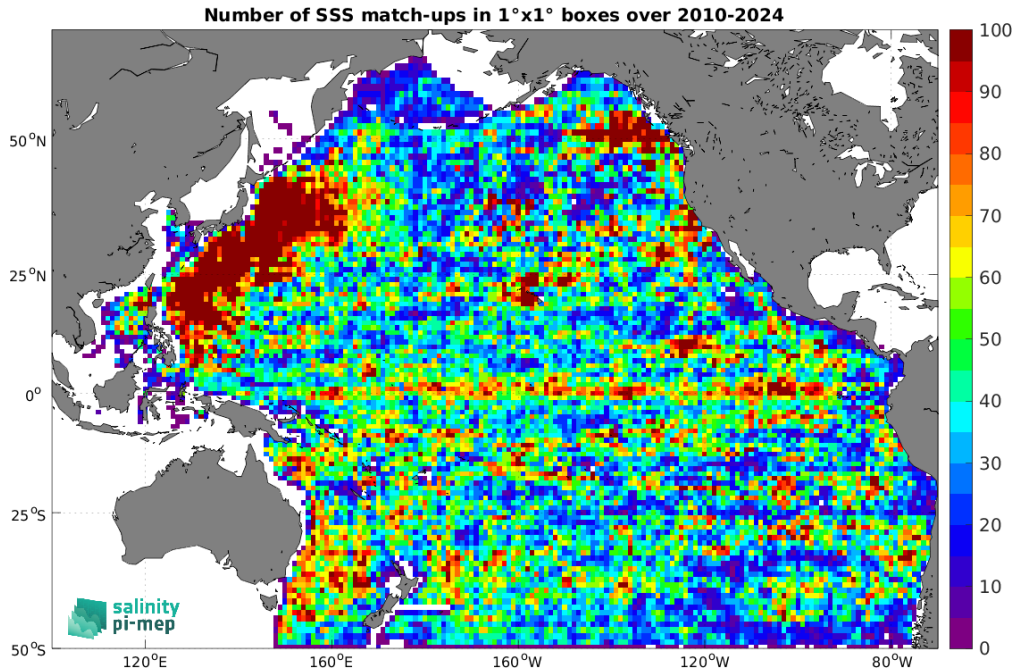 Number of SSS match-ups in 1°x1° boxes over 2010-2024
100
90
80
70
60
50
40
30
20
10
0
50°N
25°N
0°
25°S
50°S
120°E
160°E
160°W
120°W
80°W
salinity
pi-mep